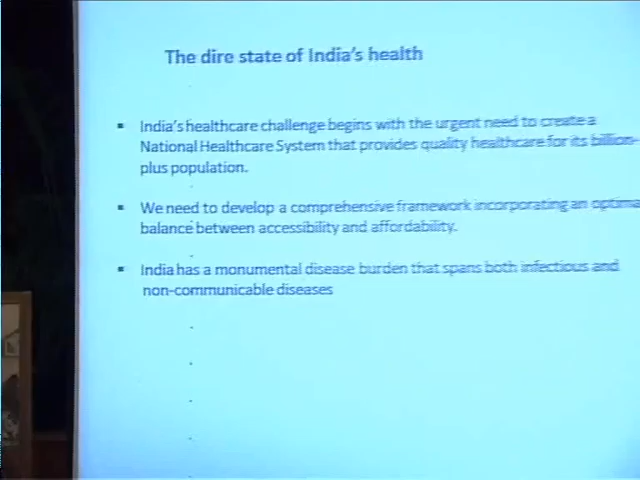 The dire state of India's health
India's healthcare challenge begins with the urgent need to create a
National Healthcare System that provides quality healthcare for its billion-
plus population.
We need to develop a comprehensive framework incorporating an optima
balance between accessibility and affordability.
India has a monumental disease burden that spans both infectious and
non-communicable diseases